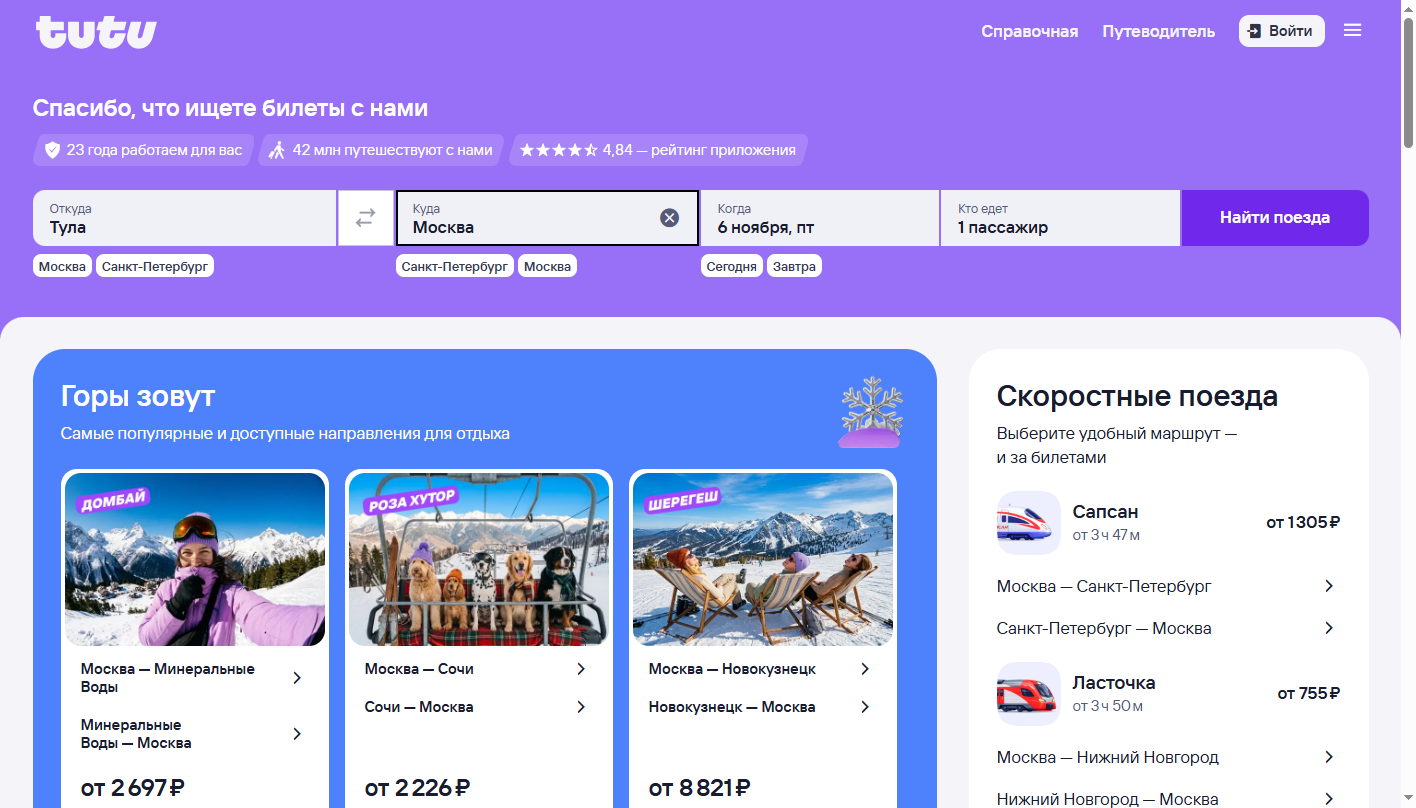 tutu
Справочная
Путеводитель
Войти
Спасибо, что ищете билеты с нами
23 года работаем для вас
42 млн путешествуют с нами
4,84 — рейтинг приложения
Откуда
Тула
Куда
Москва
Когда
6 ноября, пт
Кто едет
1 пассажир
Найти поезда
Москва
Санкт-Петербург
Санкт-Петербург
Москва
Сегодня
Завтра
Горы зовут
Самые популярные и доступные направления для отдыха
ДОМБАЙ
Москва — Минеральные
Воды
Минеральные
Воды — Москва
от 2 697 ₽
РОЗА ХУТОР
Москва — Сочи
Сочи — Москва
от 2 226 ₽
ШЕРЕГЕШ
Москва — Новокузнецк
Новокузнецк — Москва
от 8 821 ₽
Скоростные поезда
Выберите удобный маршрут —
и за билетами
Сапсан
от 3 ч 47 м
от 1 305 ₽
Москва — Санкт-Петербург
Санкт-Петербург — Москва
Ласточка
от 3 ч 50 м
от 755 ₽
Москва — Нижний Новгород
Нижний Новгород — Москва